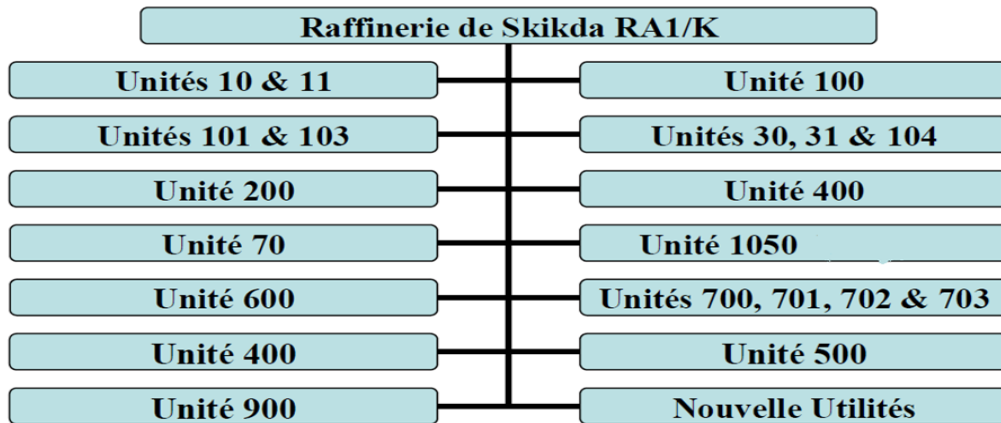 Raffinerie de Skikda RA1/K
Unités 10 & 11
Unité 100
Unités 101 & 103
Unités 30, 31 & 104
Unité 200
Unité 400
Unité 70
Unité 1050
Unité 600
Unités 700, 701, 702 & 703
Unité 400
Unité 500
Unité 900
Nouvelle Utilités